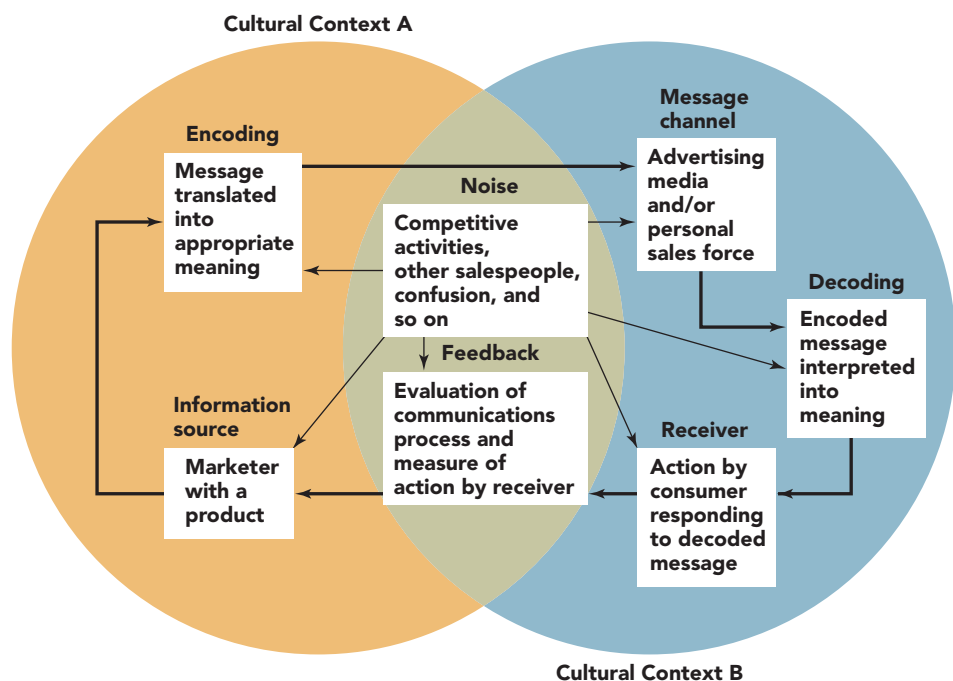 Cultural Context A
Encoding
Message
translated
into
appropriate
meaning
Message
channel
Advertising
media
and/or
personal
sales force
Noise
Competitive
activities,
other salespeople,
confusion, and
so on
Decoding
Encoded
message
interpreted
into
meaning
Feedback
Evaluation of
communications
process and
measure of
action by receiver
Information
source
Marketer
with a
product
Receiver
Action by
consumer
responding
to decoded
message
Cultural Context B